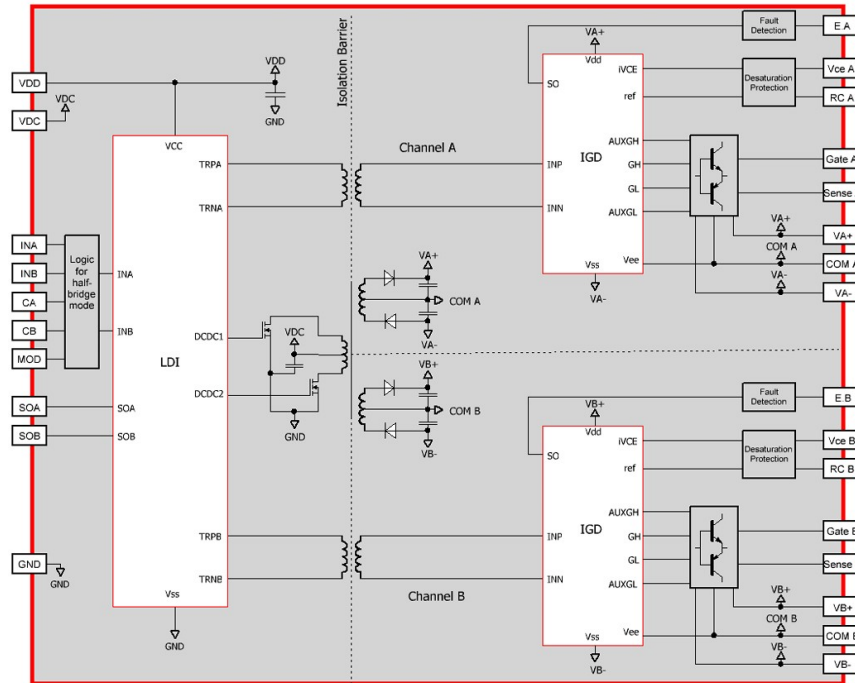 VDD
VDC
VDC
INA
INB
CA
CB
MOD
SOA
SOB
GND
GND
Logic
for
half-
bridge
mode
VDD
GND
VCC
TRPA
TRNA
INA
INB
LDI
DCDC1
DCDC2
SOA
SOB
TRPB
TRNB
Vss
GND
VDC
GND
Isolation Barrier
Channel A
VA+
COM A
VA-
VB+
COM B
VB-
Channel B
VA+
Vdd
SO
iVCE
ref
INP
IGD
INN
AUXGH
GH
GL
AUXGL
Vee
Vss
VA-
Fault
Detection
Desaturation
Protection
VA+
COM A
VA-
E.A
Vce A
RC A
Gate A
Sense
VA+
COM A
VA-
VB+
Vdd
SO
iVCE
ref
INP
IGD
INN
AUXGH
GH
GL
AUXGL
Vee
Vss
VB-
Fault
Detection
Desaturation
Protection
VB+
COM B
VB-
E.B
Vce B
RC B
Gate B
Sense
VB+
COM B
VB-